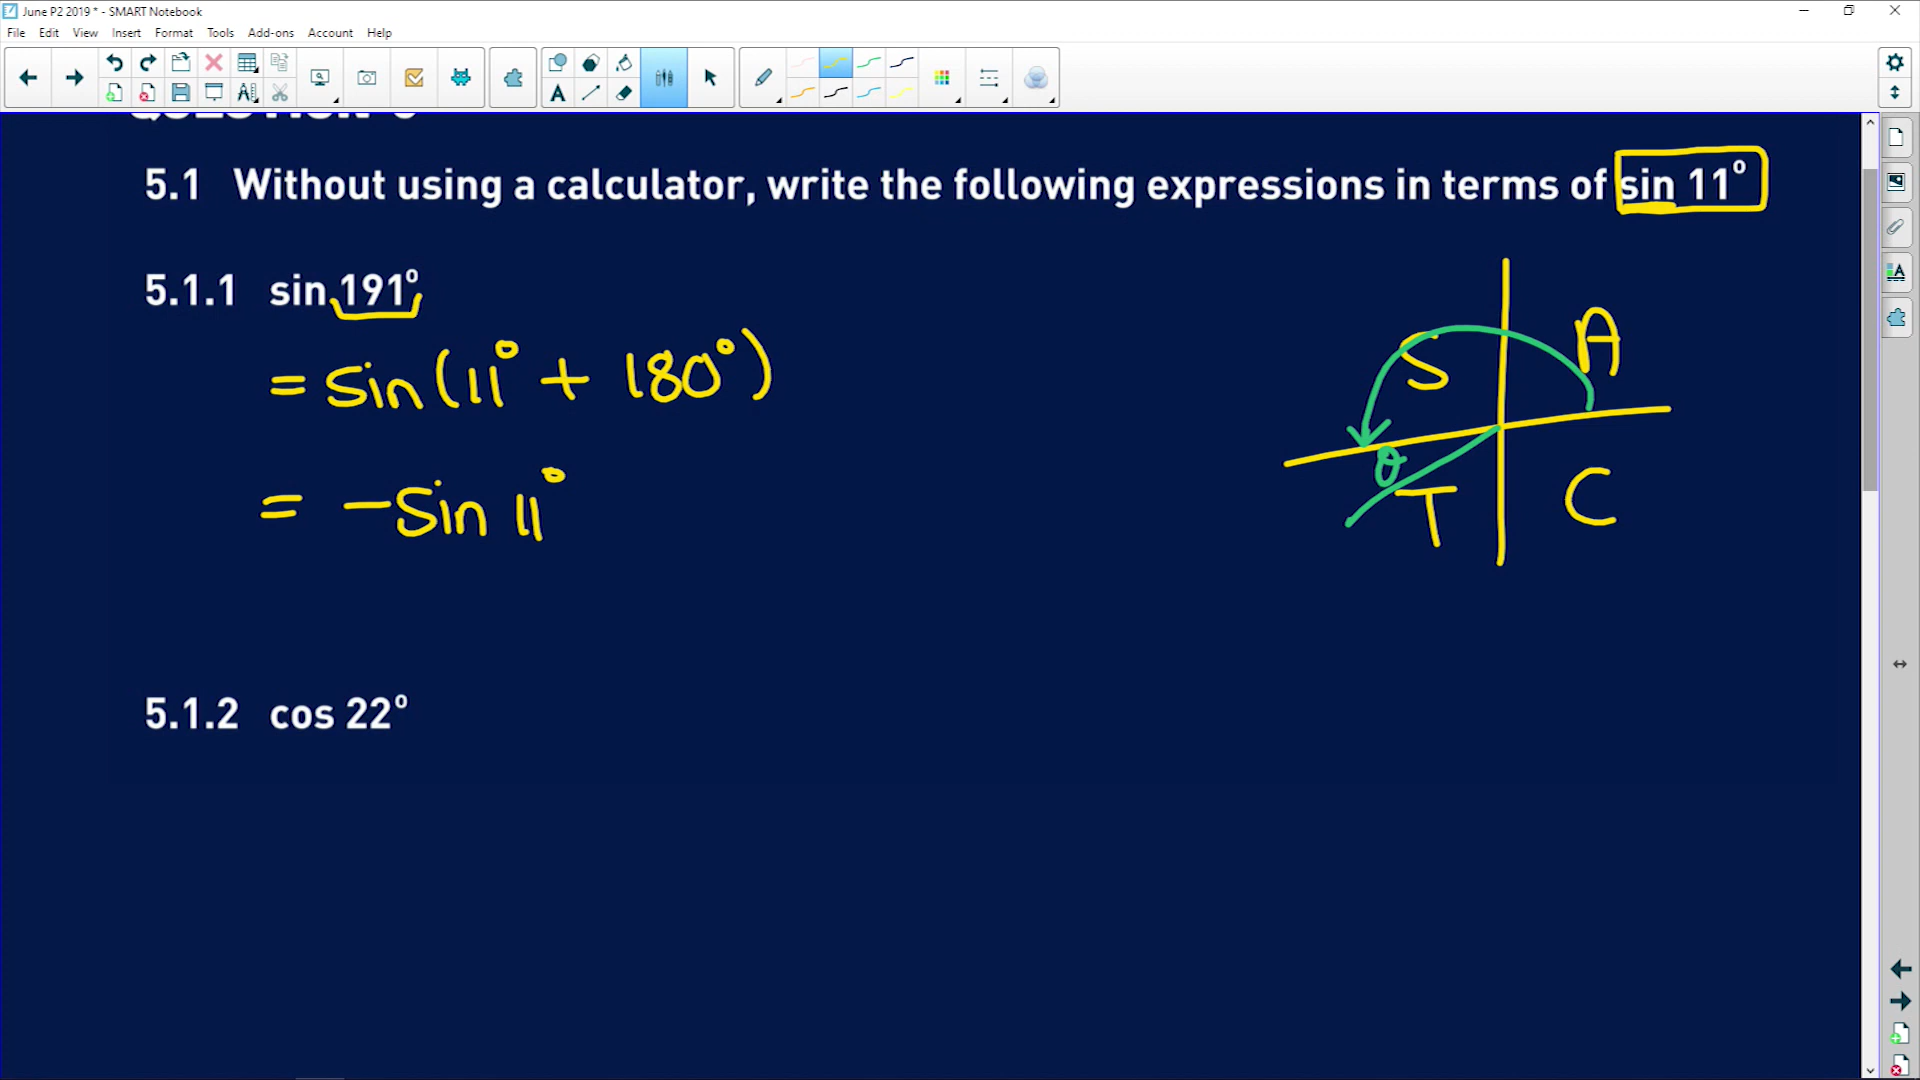 June P2 2019 * - SMART Notebook
File Edit View Insert Format Tools Add-ons Account Help
5.1 Without using a calculator, write the following expressions in terms of sin 11°
5.1.1 sin 191°
= sin(11° + 180°)
= -sin 11°
S A
θ
T C
5.1.2 cos 22°